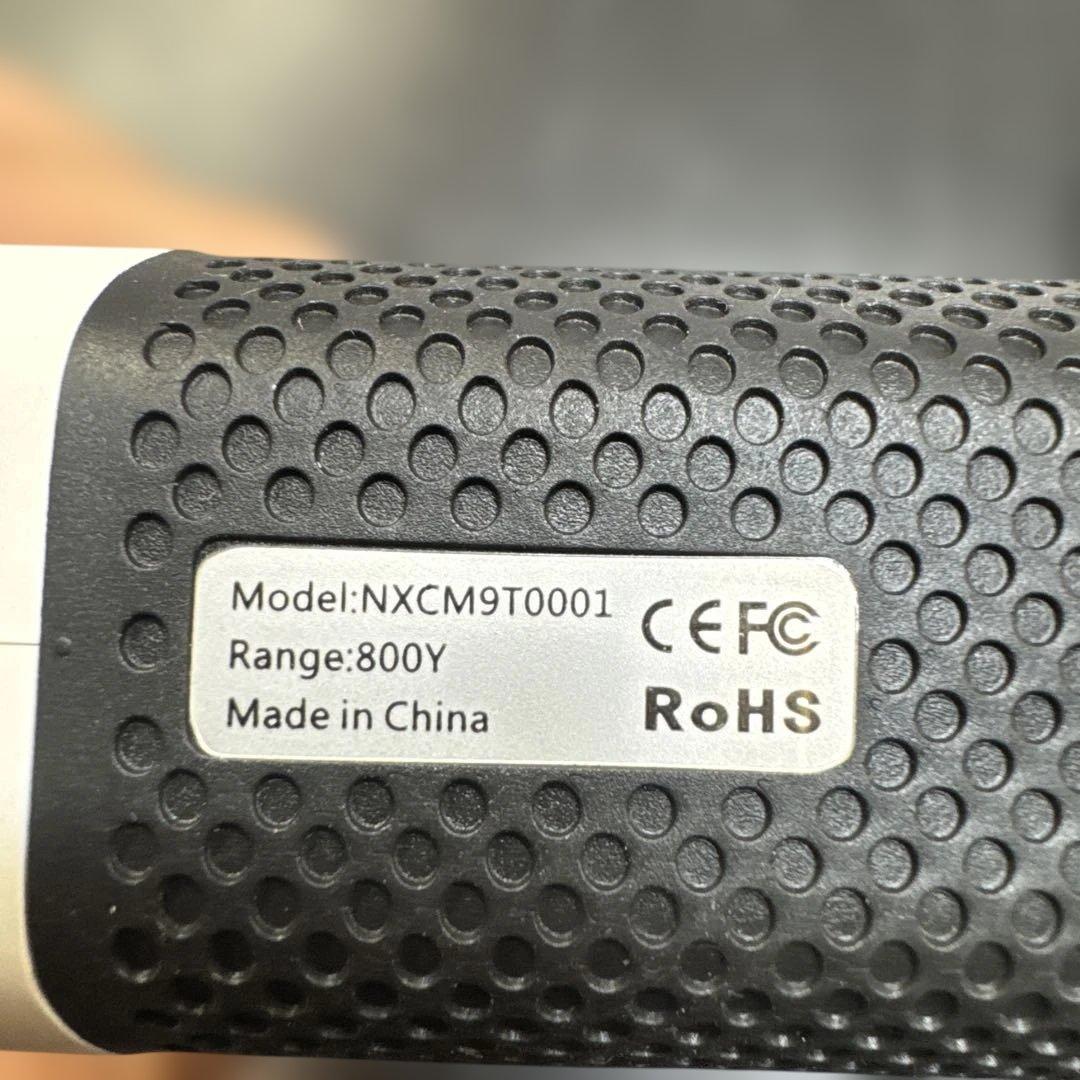 Model:NXCM9T0001
Range:800Y
Made in China
CE FC
RoHS